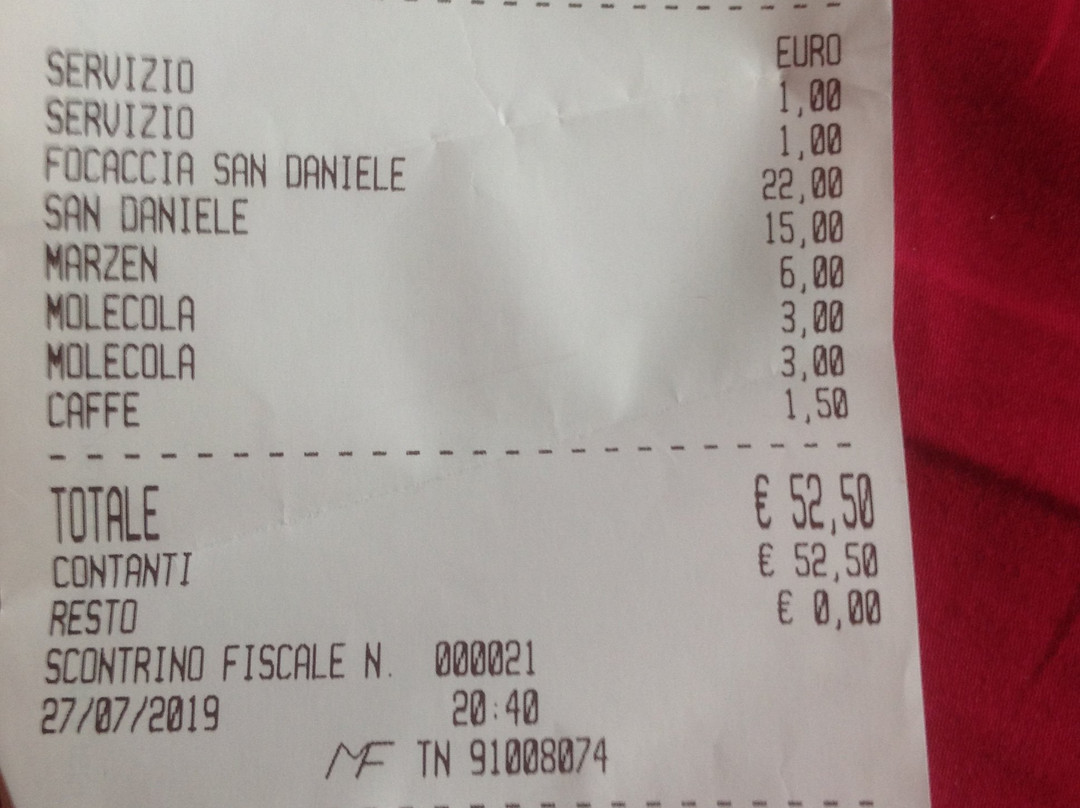 EURO
SERVIZIO 1,00
SERVIZIO 1,00
FOCACCIA SAN DANIELE 22,00
SAN DANIELE 15,00
MARZEN 6,00
MOLECOLA 3,00
MOLECOLA 3,00
CAFFE 1,50
TOTALE € 52,50
CONTANTI € 52,50
RESTO € 0,00
SCONTRINO FISCALE N. 000021
27/07/2019 20:40
MF TN 91008074